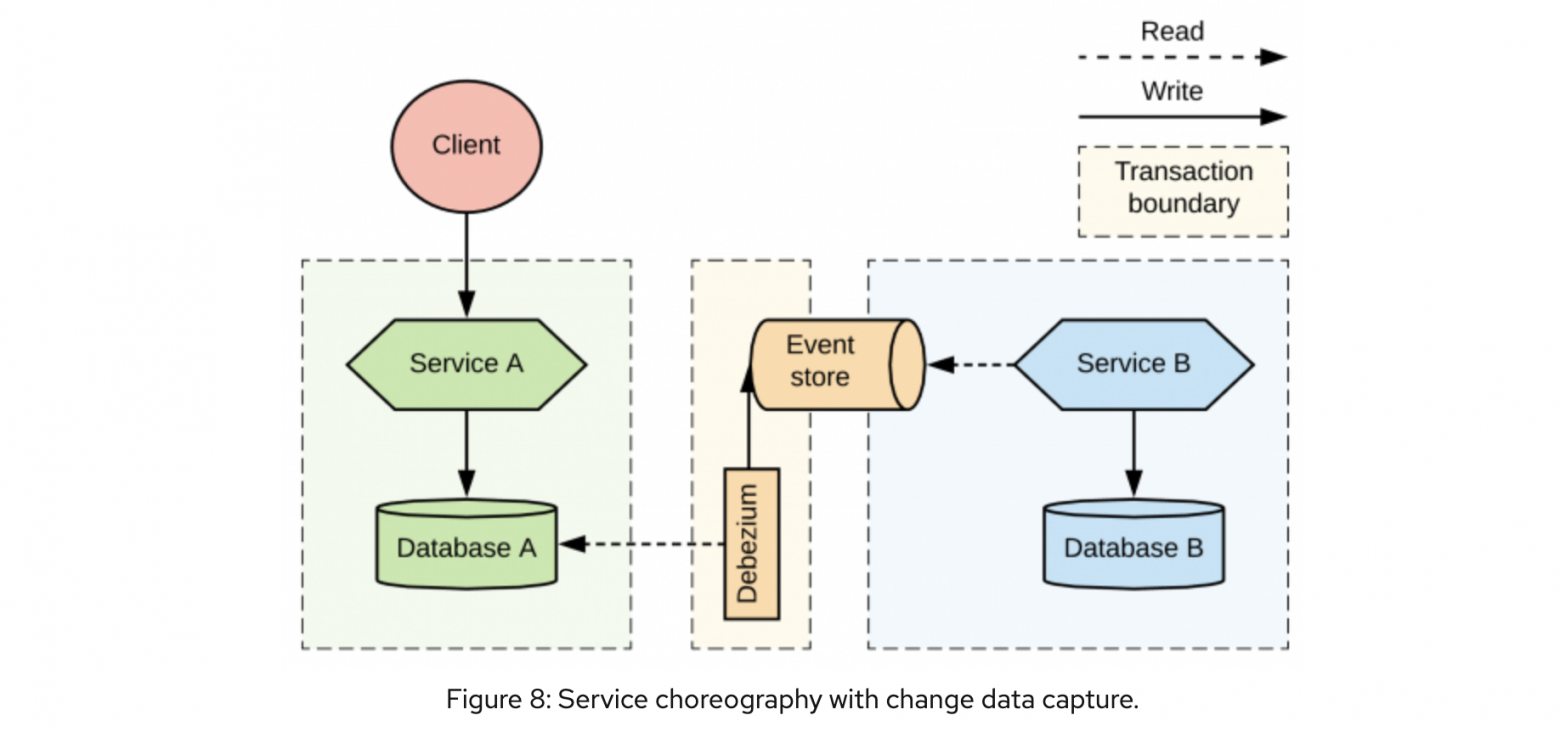 Read
Write
Transaction
boundary
Client
Service A
Event
store
Service B
Database A
Debezium
Database B
Figure 8: Service choreography with change data capture.